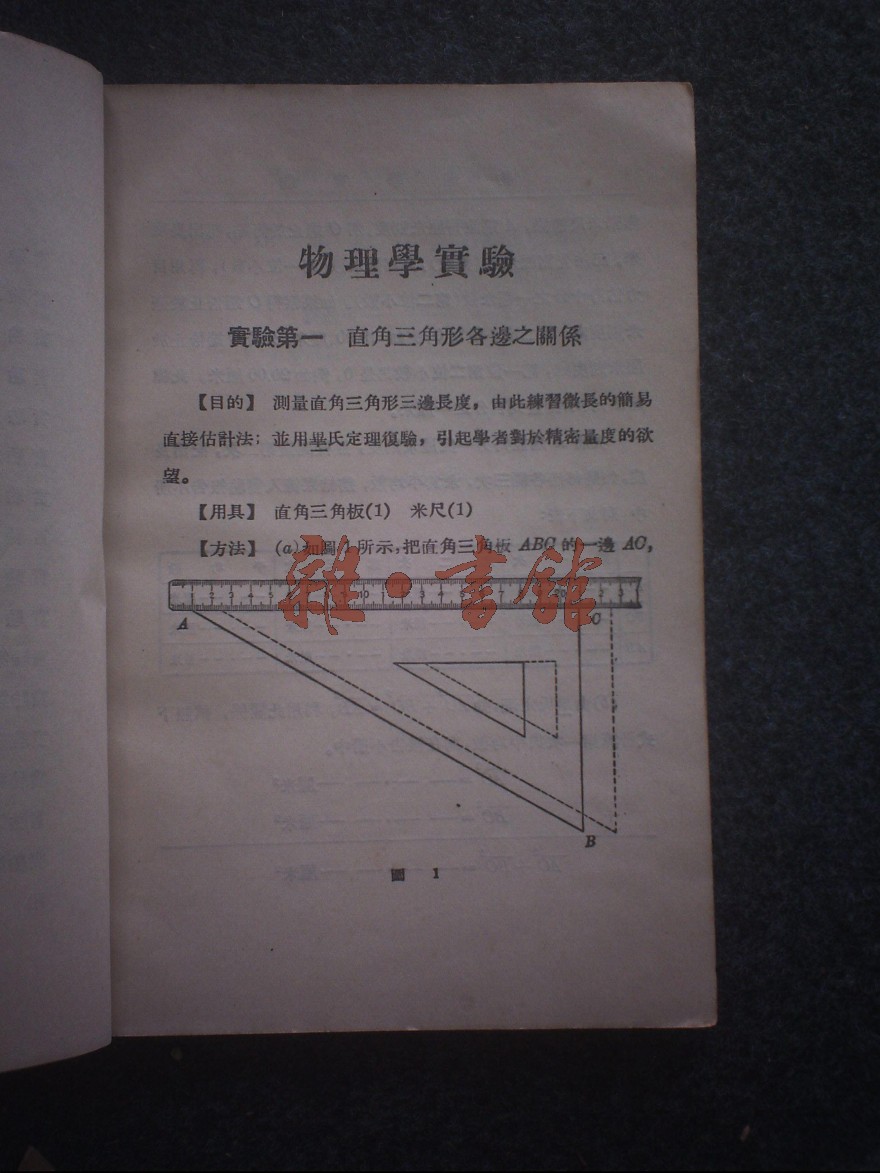 物理學實驗
實驗第一　直角三角形各邊之關係
【目的】　測量直角三角形三邊長度，由此練習微長的簡易
直接估計法；並用畢氏定理復驗，引起學者對於精密量度的欲
望。
【用具】　直角三角板(1)　米尺(1)
【方法】　(a)如圖1所示，把直角三角板 ABC 的一邊 AC，
雜·書館
A
C
B
圖　1